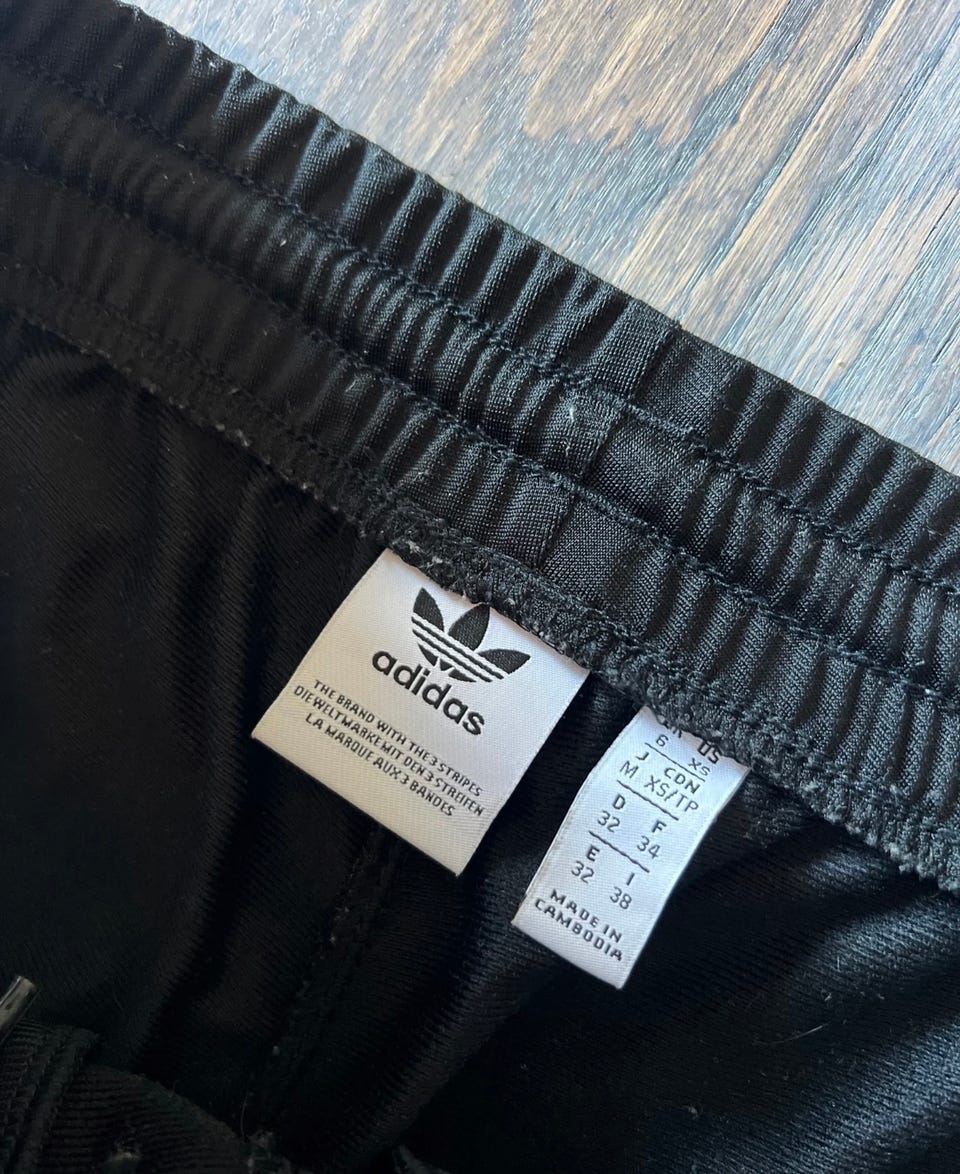 adidas
THE BRAND WITH THE 3 STRIPES
DIE WELTMARKE MIT DEN 3 STREIFEN
LA MARQUE AUX 3 BANDES
US
6 XS
J CDN
M XS/TP
D F
32 34
E I
32 38
MADE IN
CAMBODIA